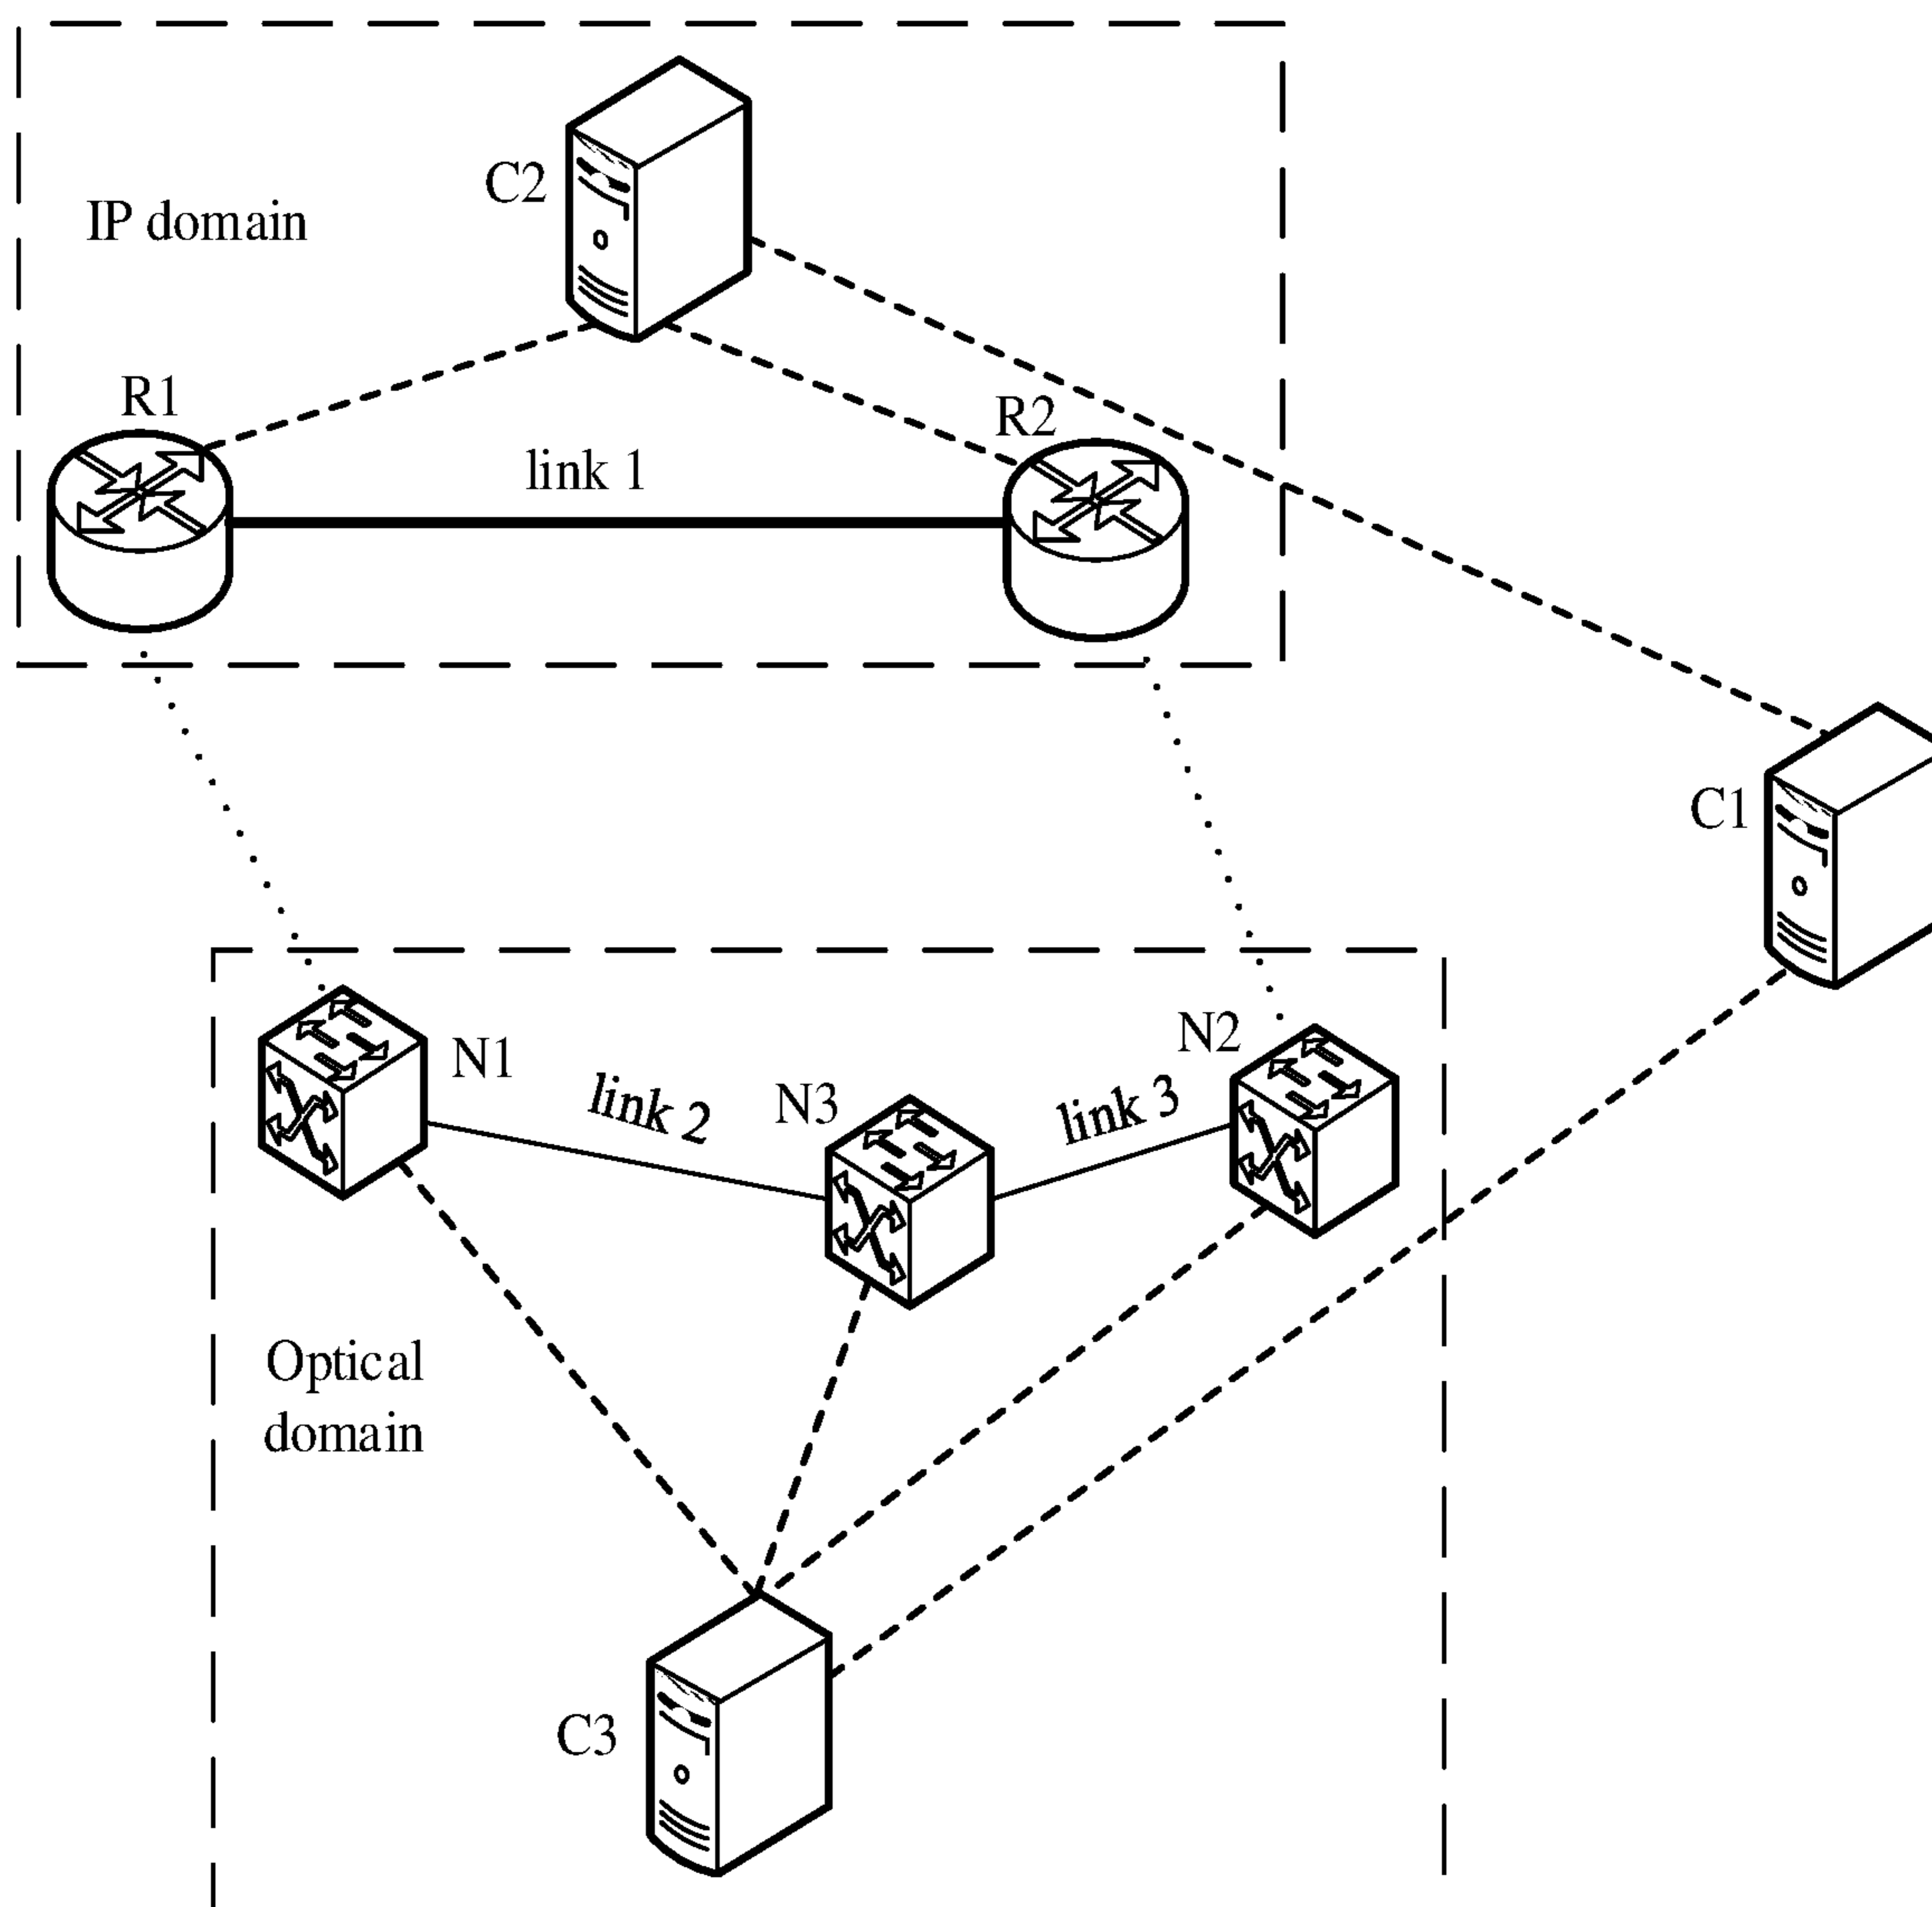 C2
IP domain
R1
R2
link 1
C1
N1
link 2
N3
link 3
N2
Optical
domain
C3